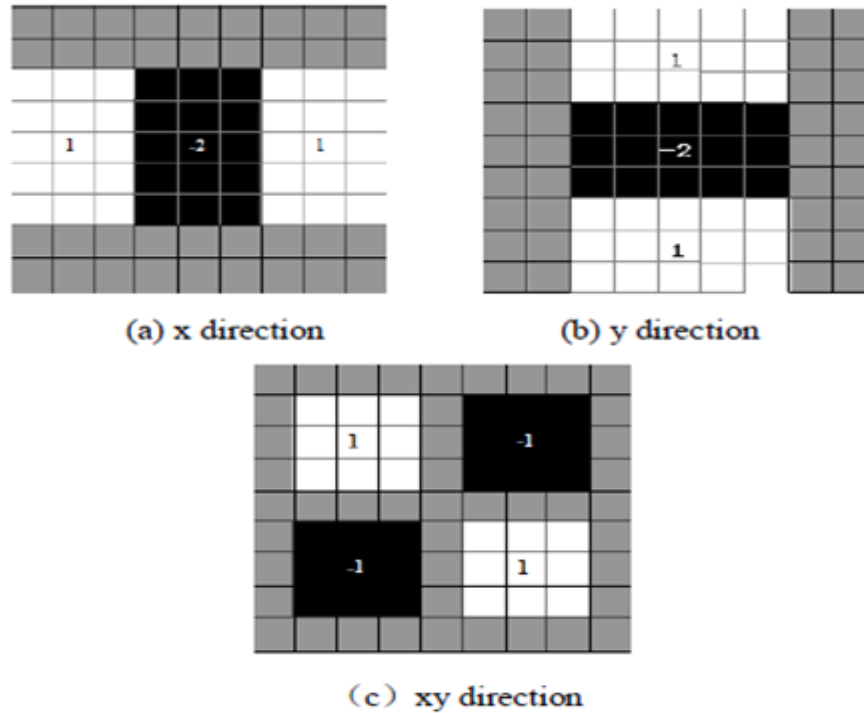 1 -2 1
1
-2
1
(a) x direction (b) y direction
1 -1
-1 1
（c） xy direction